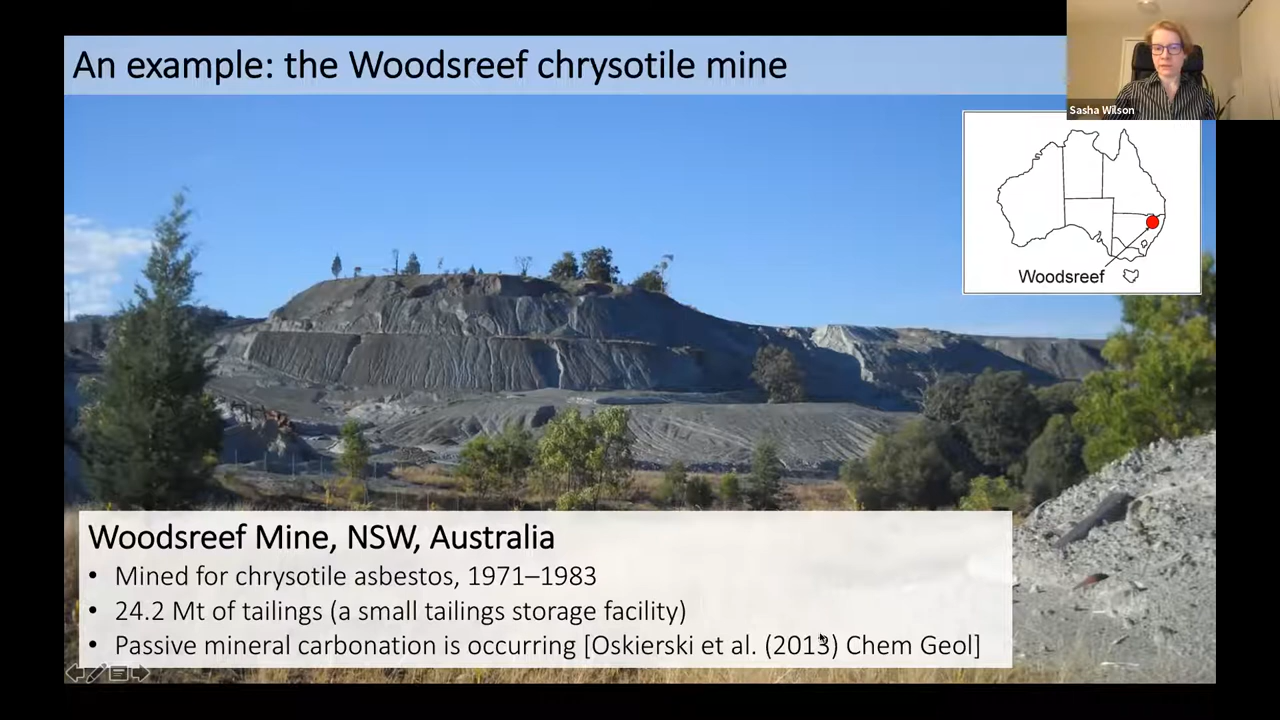 An example: the Woodsreef chrysotile mine
Sasha Wilson
Woodsreef
Woodsreef Mine, NSW, Australia
• Mined for chrysotile asbestos, 1971–1983
• 24.2 Mt of tailings (a small tailings storage facility)
• Passive mineral carbonation is occurring [Oskierski et al. (2013) Chem Geol]